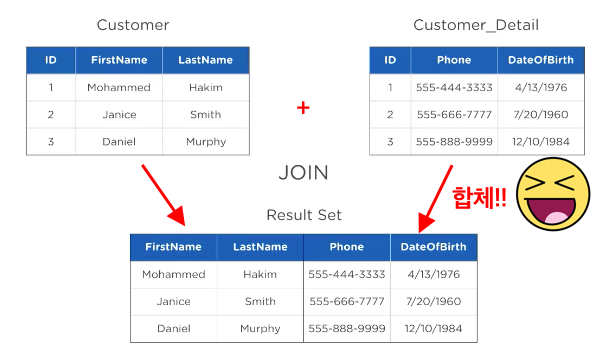 Customer
Customer_Detail
ID FirstName LastName
1 Mohammed Hakim
2 Janice Smith
3 Daniel Murphy
+
ID Phone DateOfBirth
1 555-444-3333 4/13/1976
2 555-666-7777 7/20/1960
3 555-888-9999 12/10/1984
JOIN
합체!!
Result Set
FirstName LastName Phone DateOfBirth
Mohammed Hakim 555-444-3333 4/13/1976
Janice Smith 555-666-7777 7/20/1960
Daniel Murphy 555-888-9999 12/10/1984